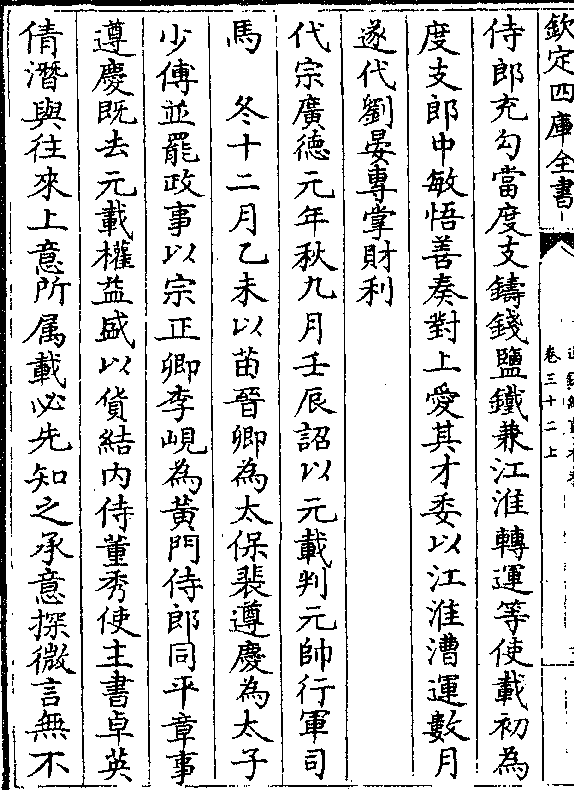 欽定四庫全書
卷三十二上
侍郎充勾當度支鑄錢鹽鐵兼江淮轉運等使載初為
度支郎中敏悟善奏對上愛其才委以江淮漕運數月
遂代劉晏專掌財利
代宗廣徳元年秋九月壬辰詔以元載判元帥行軍司
馬　冬十二月乙未以苗晉卿為太保裴遵慶為太子
少傅並罷政事以宗正卿李峴為黃門侍郎同平章事
遵慶既去元載權益盛以貨結内侍董秀使主書卓英
倩潛與往來上意所属載必先知之承意探微言無不